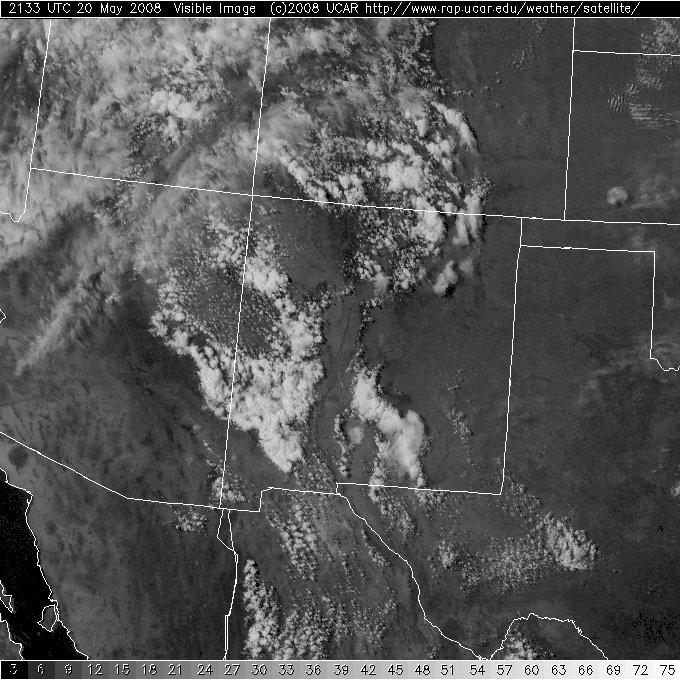 2133 UTC 20 May 2008 Visible Image (c)2008 UCAR http://www.rap.ucar.edu/weather/satellite/
3 6 9 12 15 18 21 24 27 30 33 36 39 42 45 48 51 54 57 60 63 66 69 72 75